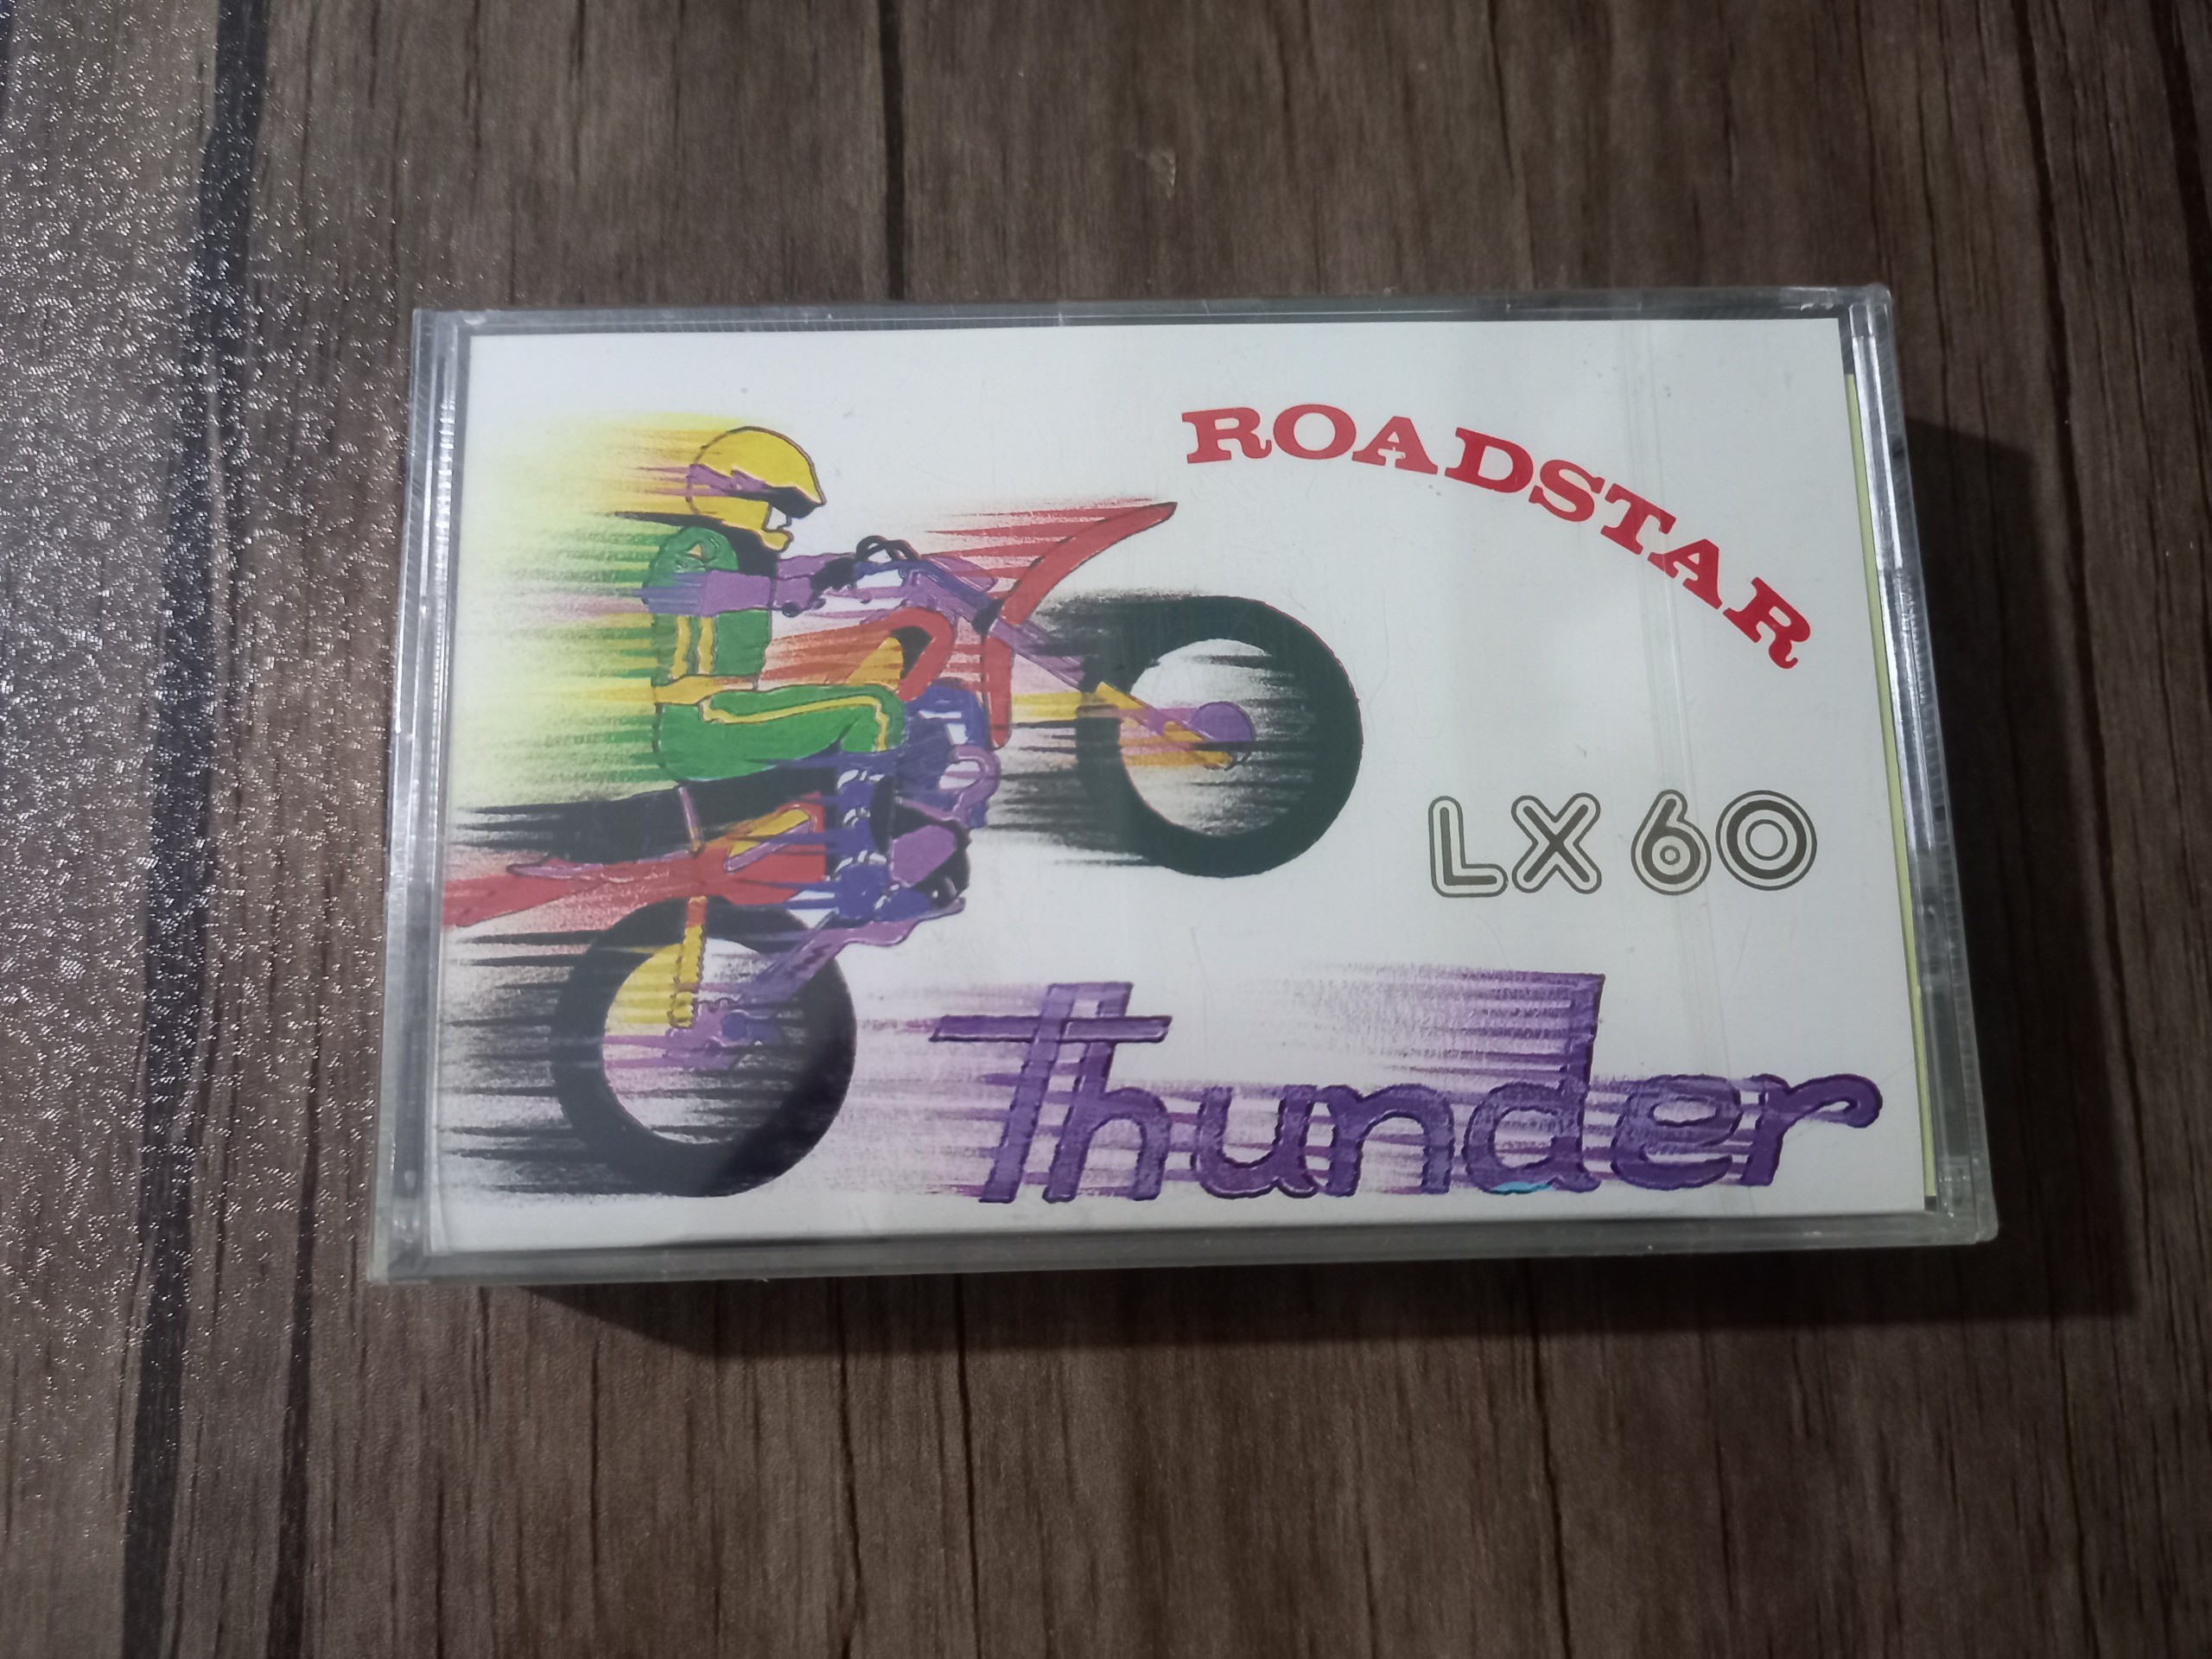 ROADSTAR
LX 60
Thunder